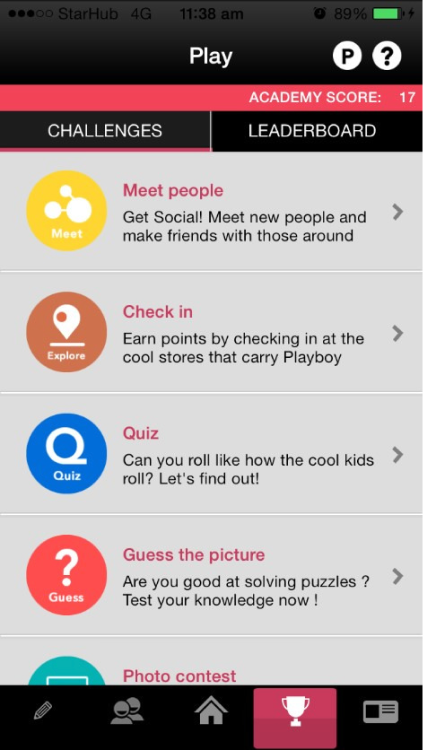 StarHub 4G 11:38 am 89%
Play P ?
ACADEMY SCORE: 17
CHALLENGES LEADERBOARD
Meet people
Get Social! Meet new people and
make friends with those around
Meet
Check in
Earn points by checking in at the
cool stores that carry Playboy
Explore
Quiz
Can you roll like how the cool kids
roll? Let's find out!
Q
Quiz
Guess the picture
Are you good at solving puzzles ?
Test your knowledge now !
?
Guess
Photo contest